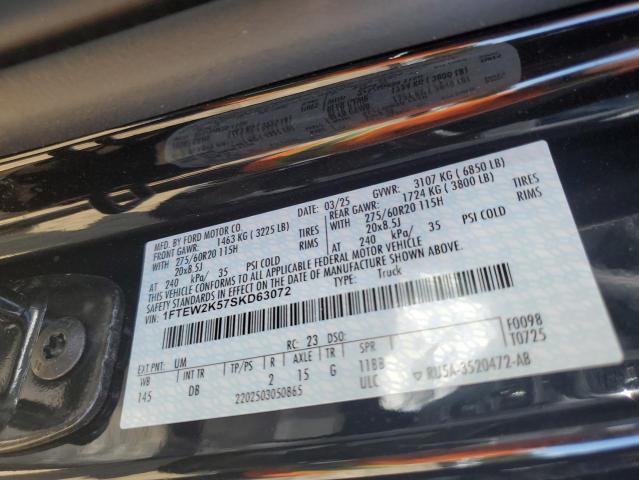 MFD. BY FORD MOTOR CO. 03/25 GVWR: 3107 KG ( 6850 LB)
FRONT GAWR: 1463 KG ( 3225 LB) REAR GAWR: 1724 KG ( 3800 LB)
WITH 275/60R20 115H TIRES WITH 275/60R20 115H TIRES
20x8.5J RIMS 20x8.5J RIMS
AT 240 kPa/ 35 PSI COLD AT 240 kPa/ 35 PSI COLD
THIS VEHICLE CONFORMS TO ALL APPLICABLE FEDERAL MOTOR VEHICLE
SAFETY STANDARDS IN EFFECT ON THE DATE OF MANUFACTURE SHOWN ABOVE.
VIN: 1FTEW2K57SKD63072 Truck
F0098
T0725
EXT PNT: UM RC: 23 DSO:
WB INT TR TP/PS R AXLE TR SPR
145 DB 2 15 G 11BB
ULC
2202503050865
RU5A-3520472-AB